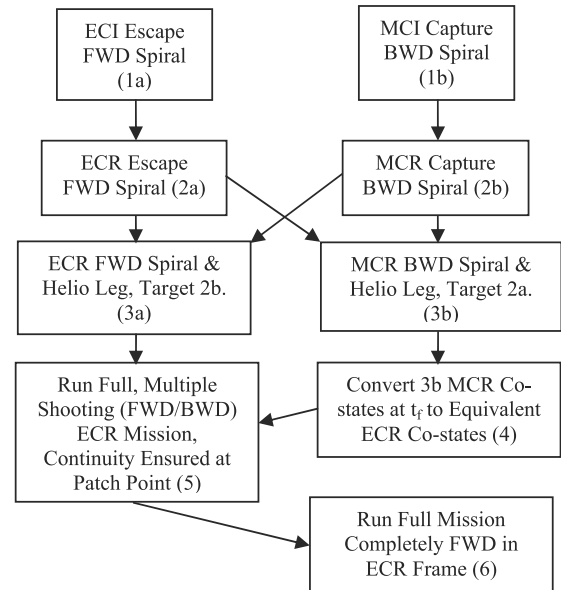 ECI Escape
FWD Spiral
(1a)
MCI Capture
BWD Spiral
(1b)
ECR Escape
FWD Spiral (2a)
MCR Capture
BWD Spiral (2b)
ECR FWD Spiral &
Helio Leg, Target 2b.
(3a)
MCR BWD Spiral &
Helio Leg, Target 2a.
(3b)
Run Full, Multiple
Shooting (FWD/BWD)
ECR Mission,
Continuity Ensured at
Patch Point (5)
Convert 3b MCR Co-
states at tf to Equivalent
ECR Co-states (4)
Run Full Mission
Completely FWD in
ECR Frame (6)